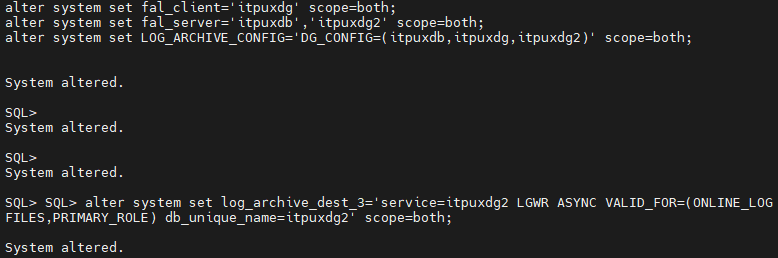 alter system set fal_client='itpuxdg' scope=both;
alter system set fal_server='itpuxdb','itpuxdg2' scope=both;
alter system set LOG_ARCHIVE_CONFIG='DG_CONFIG=(itpuxdb,itpuxdg,itpuxdg2)' scope=both;
System altered.
SQL>
System altered.
SQL>
System altered.
SQL> SQL> alter system set log_archive_dest_3='service=itpuxdg2 LGWR ASYNC VALID_FOR=(ONLINE_LOG
FILES,PRIMARY_ROLE) db_unique_name=itpuxdg2' scope=both;
System altered.